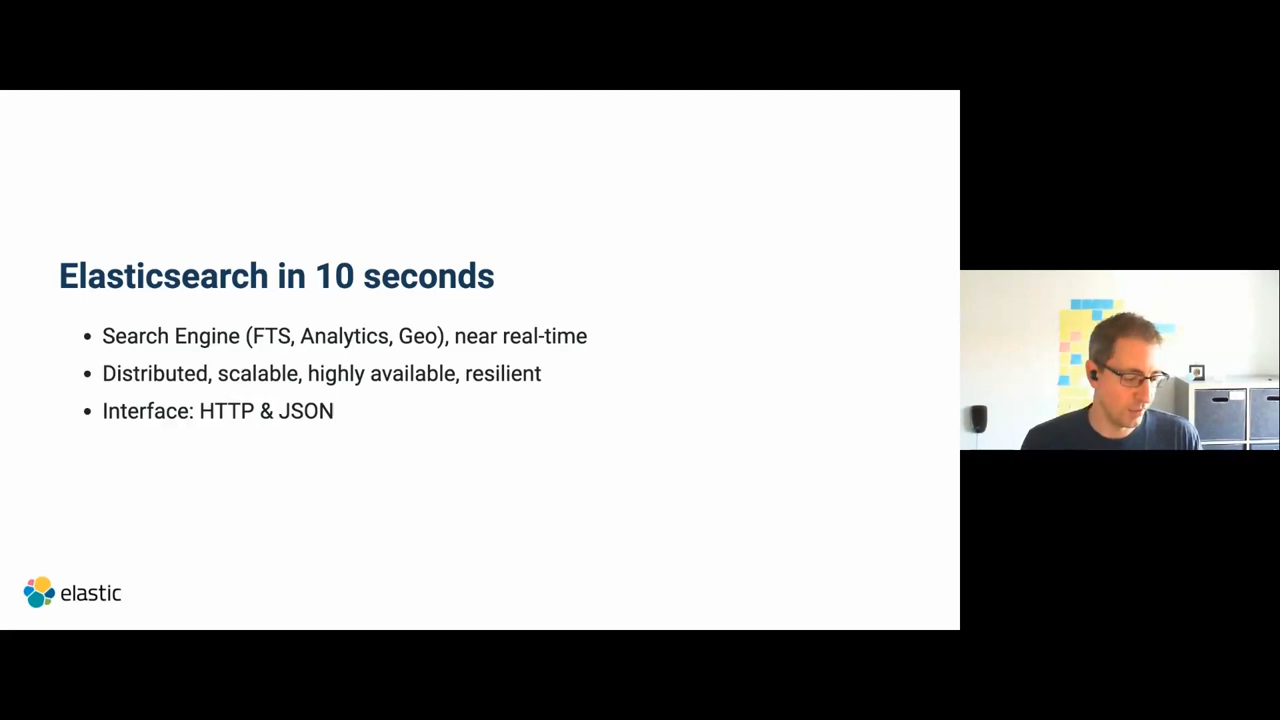 Elasticsearch in 10 seconds
• Search Engine (FTS, Analytics, Geo), near real-time
• Distributed, scalable, highly available, resilient
• Interface: HTTP & JSON
elastic